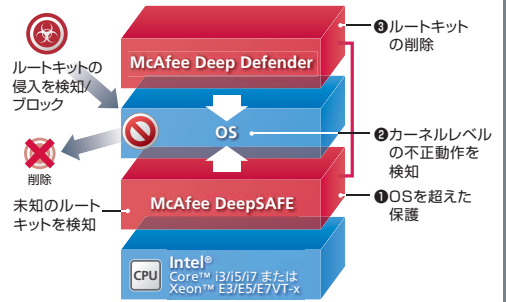 ❸ルートキット
の削除
McAfee Deep Defender
ルートキットの
侵入を検知/
ブロック
OS
❷カーネルレベル
の不正動作を
検知
削除
❶OSを超えた
保護
未知のルート
キットを検知
McAfee DeepSAFE
CPU
Intel®
Core™ i3/i5/i7 または
Xeon™ E3/E5/E7VT-x